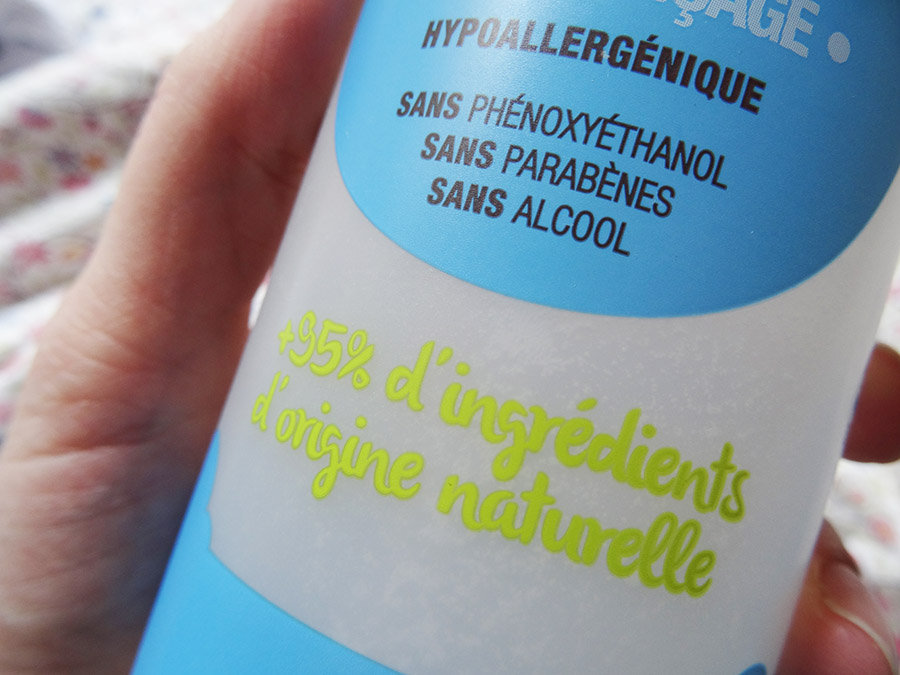 HYPOALLERGÉNIQUE
SANS PHÉNOXYÉTHANOL
SANS PARABÈNES
SANS ALCOOL
+95% d'ingrédients
d'origine naturelle